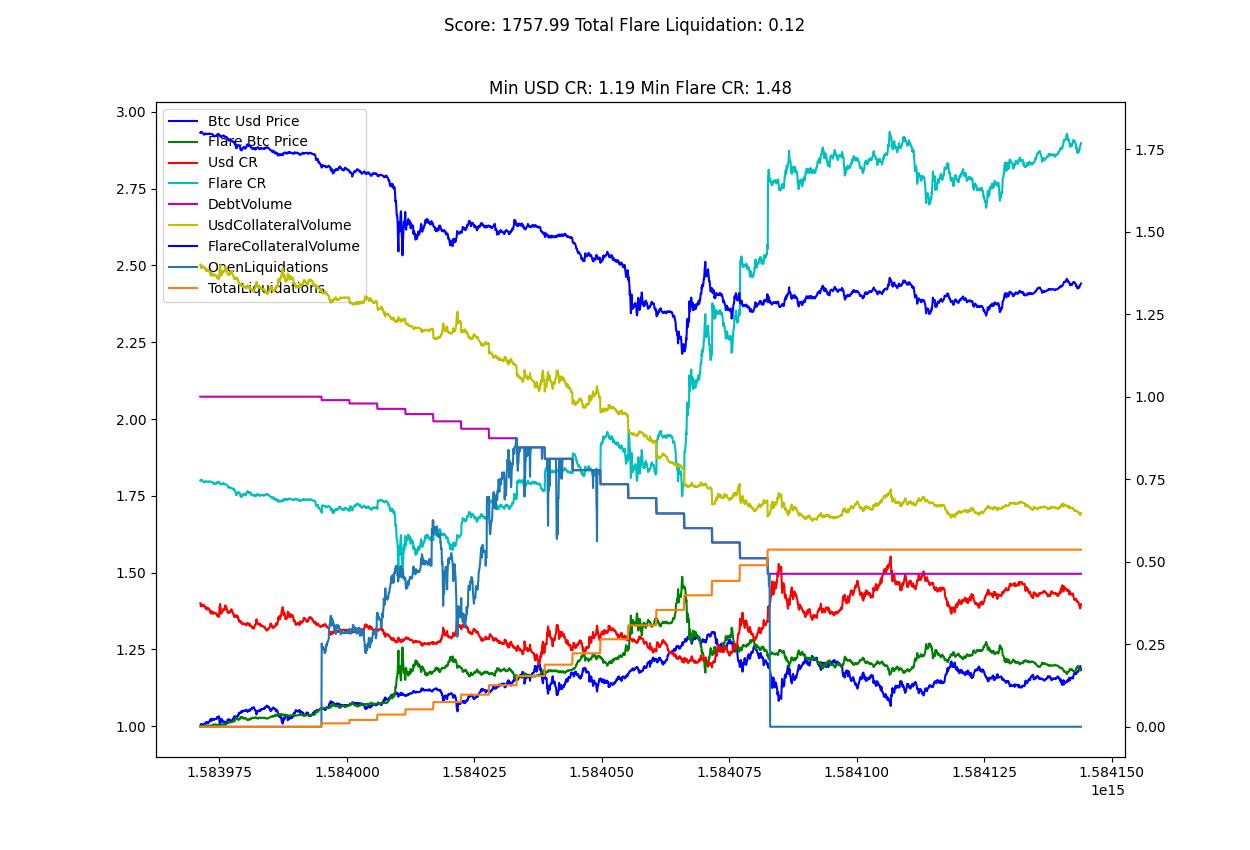 Score: 1757.99 Total Flare Liquidation: 0.12
Min USD CR: 1.19 Min Flare CR: 1.48
Btc Usd Price
Flare Btc Price
Usd CR
Flare CR
DebtVolume
UsdCollateralVolume
FlareCollateralVolume
OpenLiquidations
TotalLiquidations
3.00
2.75
2.50
2.25
2.00
1.75
1.50
1.25
1.00
1.75
1.50
1.25
1.00
0.75
0.50
0.25
0.00
1.583975 1.584000 1.584025 1.584050 1.584075 1.584100 1.584125 1.584150
1e15